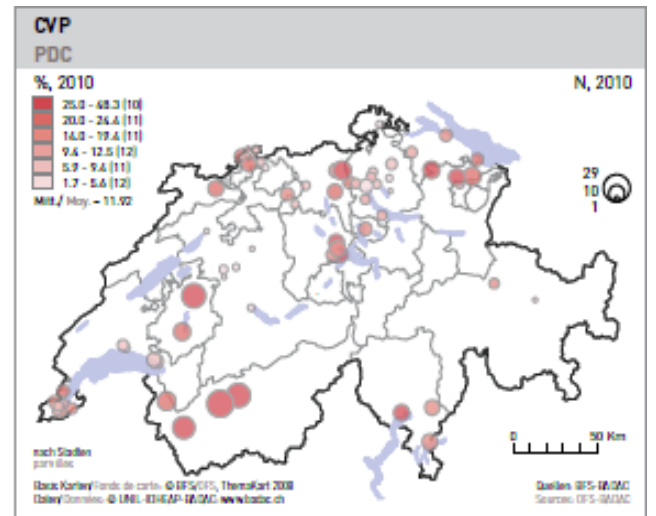 CVP
PDC
%, 2010
N, 2010
25.0 - 48.3 (10)
20.0 - 24.4 (11)
14.0 - 19.4 (11)
9.4 - 12.5 (12)
5.9 - 9.4 (11)
1.7 - 5.6 (12)
Mitt./ Moy. = 11.92
29
10
1
0 50 Km
nach Städten
par villes
Basis Karten/Fonds de carte: © BFS/OFS, ThemaKart 2008
Daten/Données: © UNIL-IDHEAP-BADAC: www.badac.ch
Quellen: BFS-BADAC
Sources: OFS-BADAC